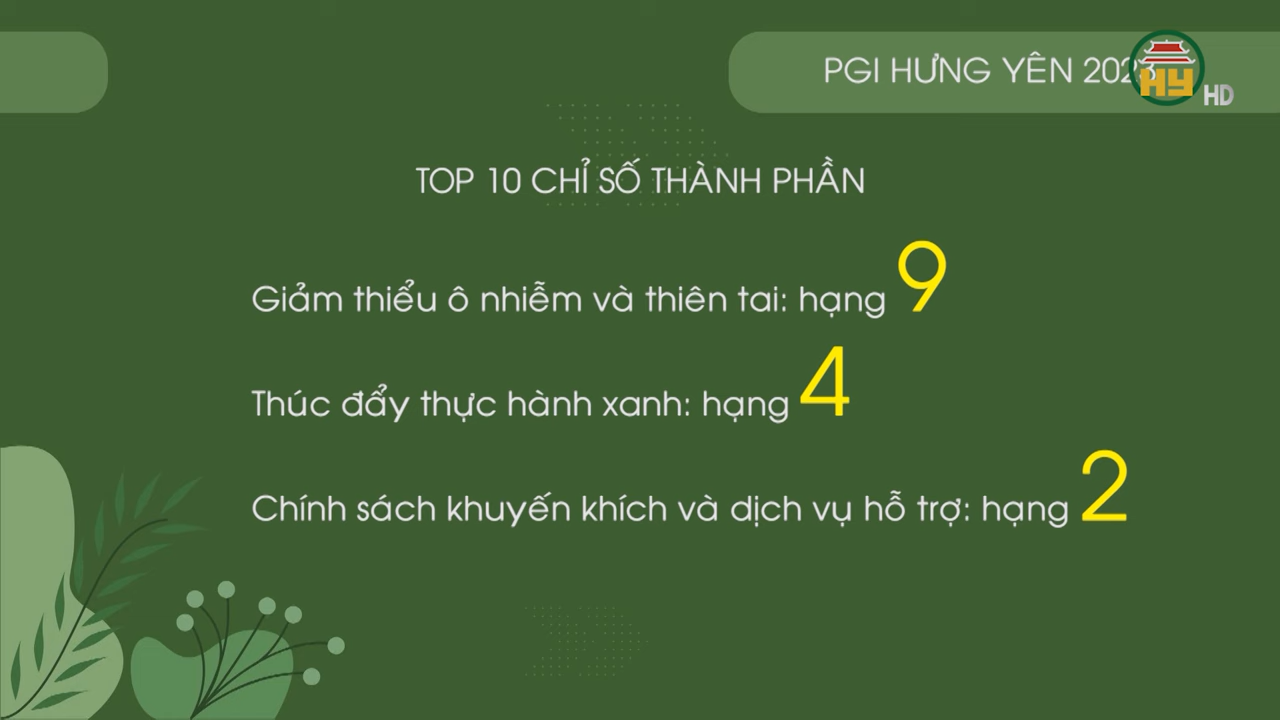 PGI HƯNG YÊN 2023
HY
HD
TOP 10 CHỈ SỐ THÀNH PHẦN
Giảm thiểu ô nhiễm và thiên tai: hạng 9
Thúc đẩy thực hành xanh: hạng 4
Chính sách khuyến khích và dịch vụ hỗ trợ: hạng 2